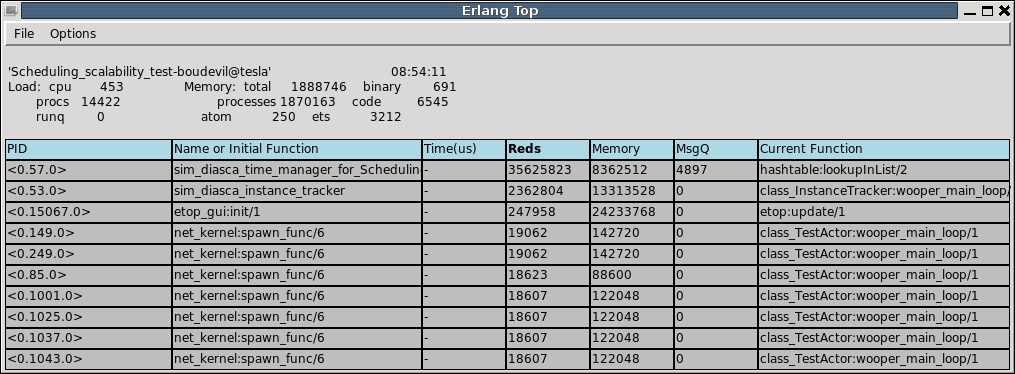 Erlang Top
File Options
'Scheduling_scalability_test-boudevil@tesla' 08:54:11
Load: cpu 453 Memory: total 1888746 binary 691
procs 14422 processes 1870163 code 6545
runq 0 atom 250 ets 3212
PID Name or Initial Function Time(us) Reds Memory MsgQ Current Function
<0.57.0> sim_diasca_time_manager_for_Schedulin - 35625823 8362512 4897 hashtable:lookupInList/2
<0.53.0> sim_diasca_instance_tracker - 2362804 13313528 0 class_InstanceTracker:wooper_main_loop/
<0.15067.0> etop_gui:init/1 - 247958 24233768 0 etop:update/1
<0.149.0> net_kernel:spawn_func/6 - 19062 142720 0 class_TestActor:wooper_main_loop/1
<0.249.0> net_kernel:spawn_func/6 - 19062 142720 0 class_TestActor:wooper_main_loop/1
<0.85.0> net_kernel:spawn_func/6 - 18623 88600 0 class_TestActor:wooper_main_loop/1
<0.1001.0> net_kernel:spawn_func/6 - 18607 122048 0 class_TestActor:wooper_main_loop/1
<0.1025.0> net_kernel:spawn_func/6 - 18607 122048 0 class_TestActor:wooper_main_loop/1
<0.1037.0> net_kernel:spawn_func/6 - 18607 122048 0 class_TestActor:wooper_main_loop/1
<0.1043.0> net_kernel:spawn_func/6 - 18607 122048 0 class_TestActor:wooper_main_loop/1